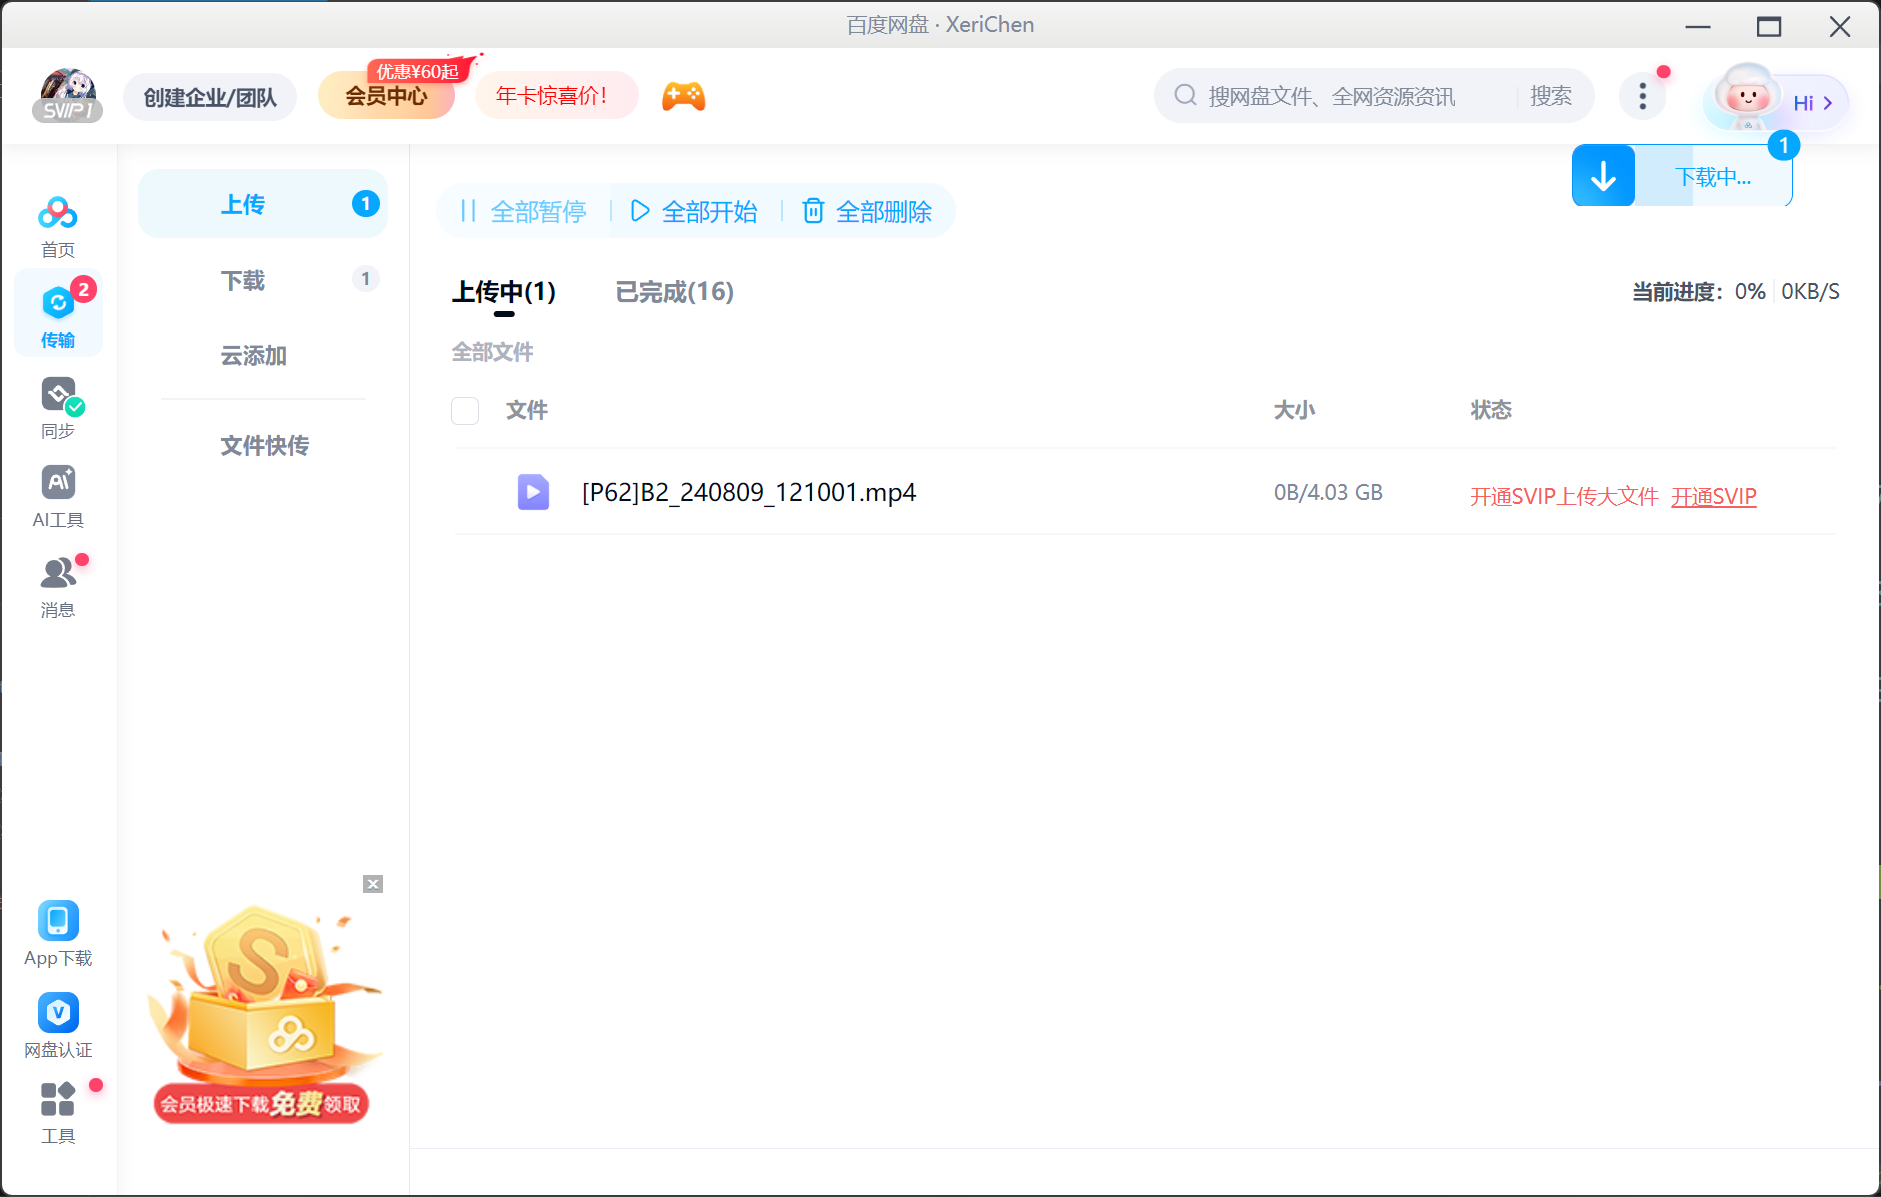 百度网盘 · XeriChen
SVIP1
创建企业/团队
会员中心
优惠¥60起
年卡惊喜价!
搜网盘文件、全网资源资讯
搜索
Hi >
首页
传输
2
同步
AI工具
消息
App下载
网盘认证
工具
上传
1
下载
1
云添加
文件快传
会员极速下载免费领取
全部暂停
全部开始
全部删除
下载中...
1
上传中(1)
已完成(16)
当前进度：0%
0KB/S
全部文件
文件
大小
状态
[P62]B2_240809_121001.mp4
0B/4.03 GB
开通SVIP上传大文件 开通SVIP